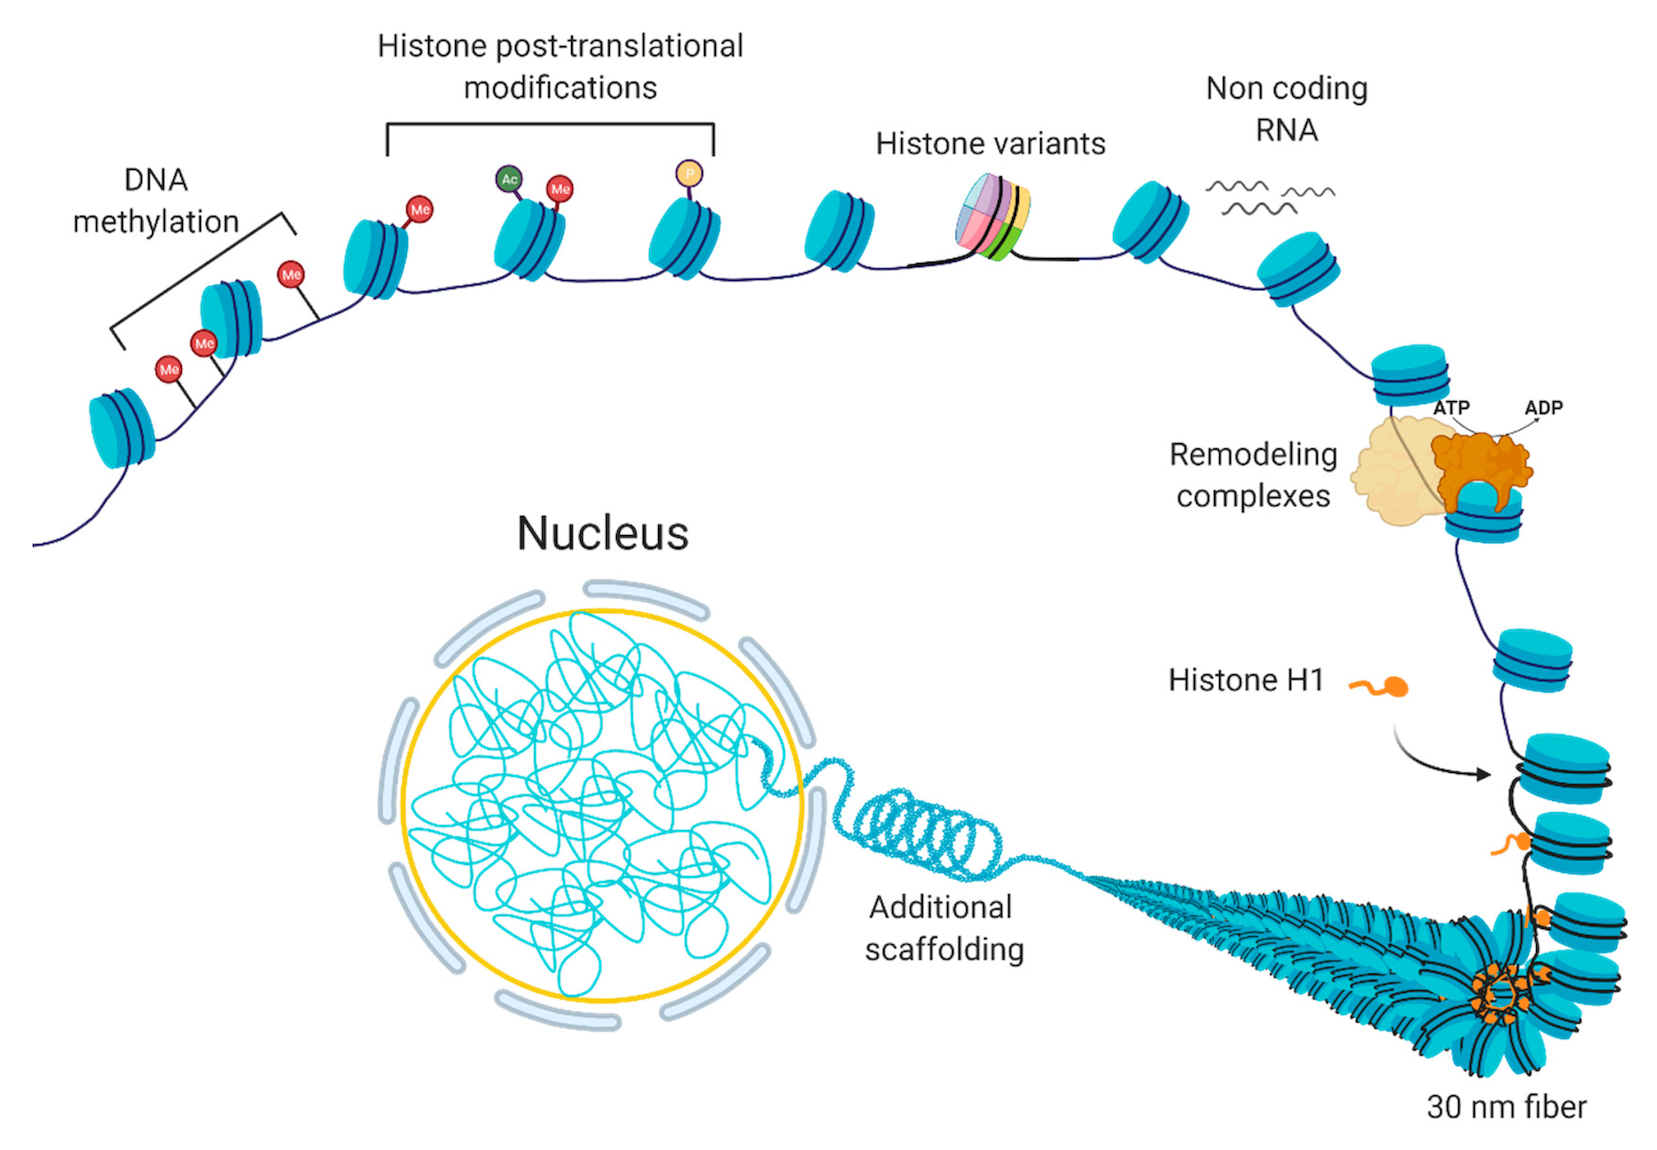 Histone post-translational
modifications
Non coding
RNA
Histone variants
DNA
methylation
Ac
Me
P
Me
Me
Me
Me
ATP
ADP
Remodeling
complexes
Nucleus
Histone H1
Additional
scaffolding
30 nm fiber